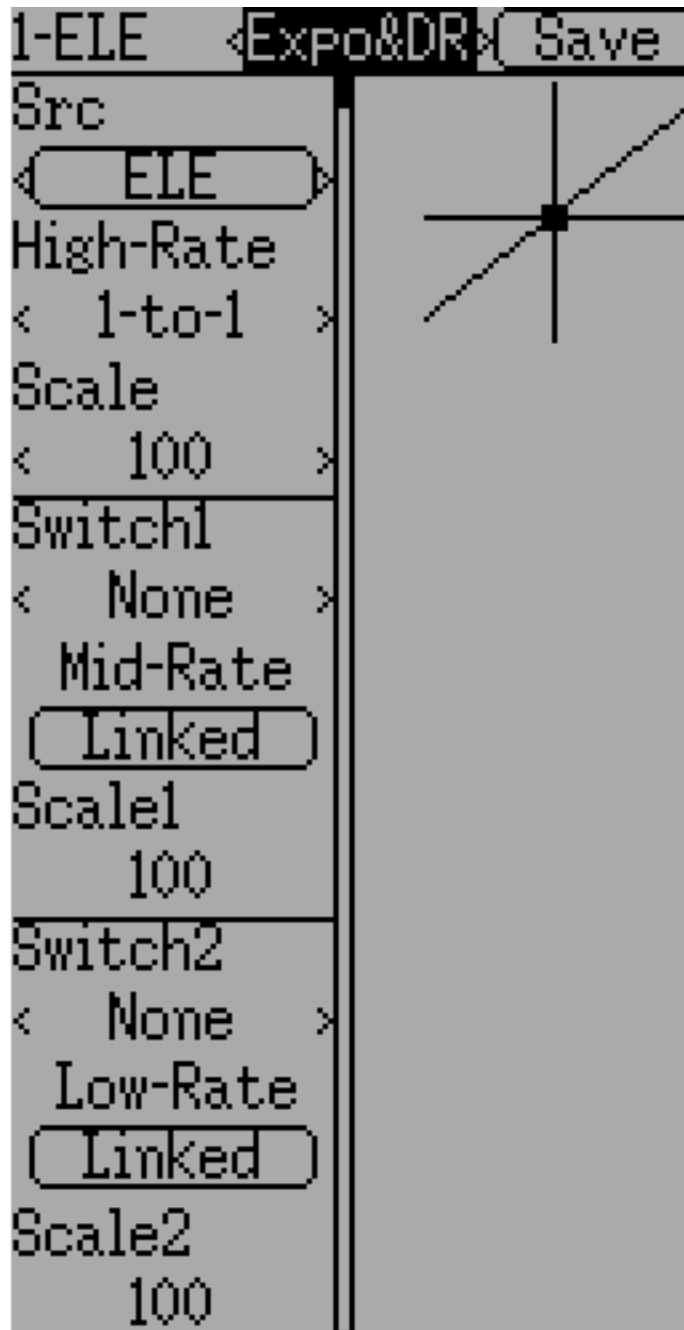 1-ELE <Expo&DR> Save
Src
ELE
High-Rate
< 1-to-1 >
Scale
< 100 >
Switch1
< None >
Mid-Rate
Linked
Scale1
100
Switch2
< None >
Low-Rate
Linked
Scale2
100